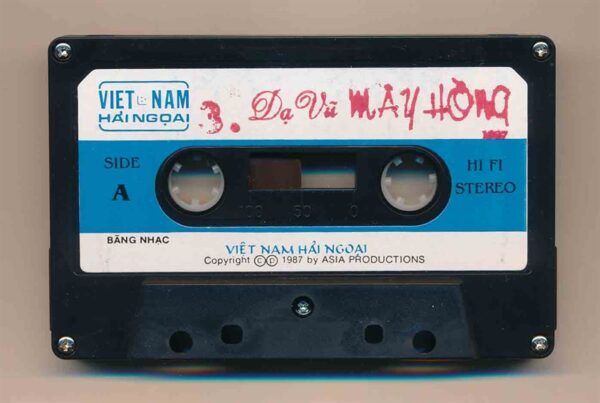 VIET NAM
HẢI NGOẠI
3. Dạ Vũ MÂY HỒNG
1987
SIDE
A
HI FI
STEREO
100 50 0
BĂNG NHẠC
VIỆT NAM HẢI NGOẠI
Copyright Ⓒ Ⓟ 1987 by ASIA PRODUCTIONS